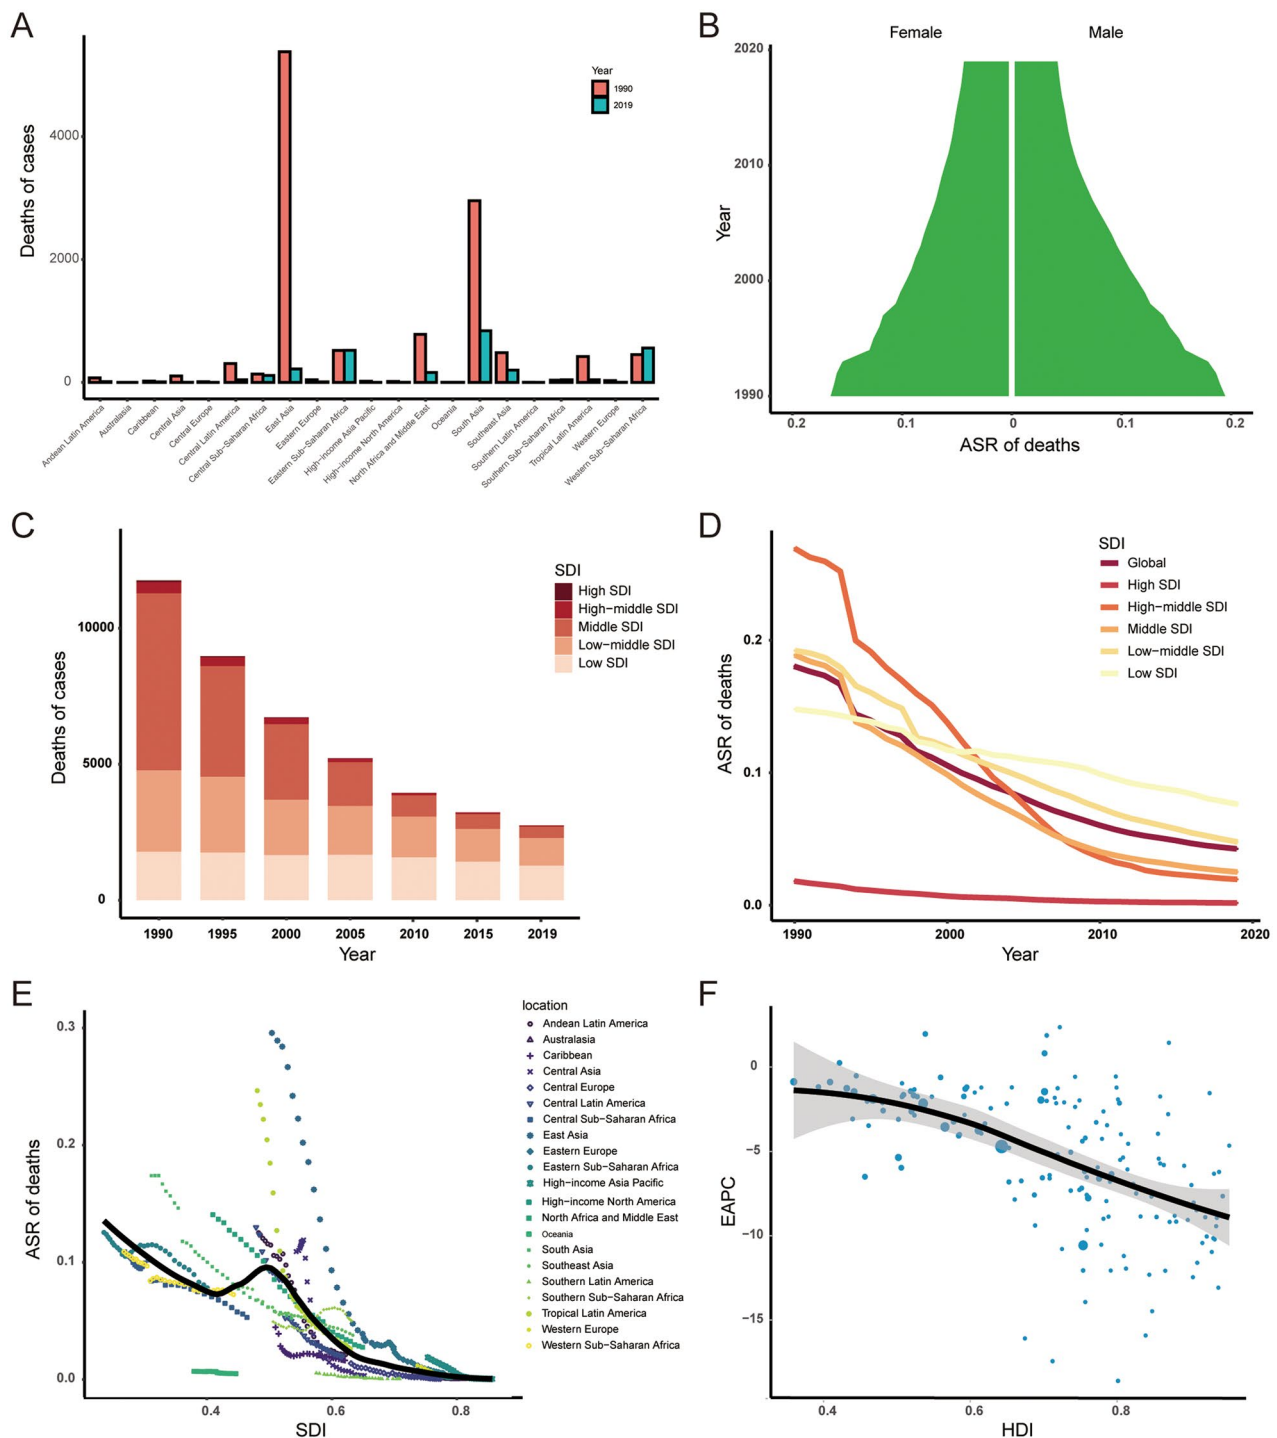 A
Deaths of cases
4000
2000
0
Year
1990
2019
Andean Latin America
Australasia
Caribbean
Central Asia
Central Europe
Central Latin America
Central Sub-Saharan Africa
East Asia
Eastern Europe
Eastern Sub-Saharan Africa
High-income Asia Pacific
High-income North America
North Africa and Middle East
Oceania
South Asia
Southeast Asia
Southern Latin America
Southern Sub-Saharan Africa
Tropical Latin America
Western Europe
Western Sub-Saharan Africa
B
Female Male
Year
2020
2010
2000
1990
0.2 0.1 0 0.1 0.2
ASR of deaths
C
Deaths of cases
10000
5000
0
SDI
High SDI
High-middle SDI
Middle SDI
Low-middle SDI
Low SDI
1990 1995 2000 2005 2010 2015 2019
Year
D
ASR of deaths
0.2
0.1
0.0
SDI
Global
High SDI
High-middle SDI
Middle SDI
Low-middle SDI
Low SDI
1990 2000 2010 2020
Year
E
ASR of deaths
0.3
0.2
0.1
0.0
0.4 0.6 0.8
SDI
location
Andean Latin America
Australasia
Caribbean
Central Asia
Central Europe
Central Latin America
Central Sub-Saharan Africa
East Asia
Eastern Europe
Eastern Sub-Saharan Africa
High-income Asia Pacific
High-income North America
North Africa and Middle East
Oceania
South Asia
Southeast Asia
Southern Latin America
Southern Sub-Saharan Africa
Tropical Latin America
Western Europe
Western Sub-Saharan Africa
F
EAPC
0
−5
−10
−15
0.4 0.6 0.8
HDI